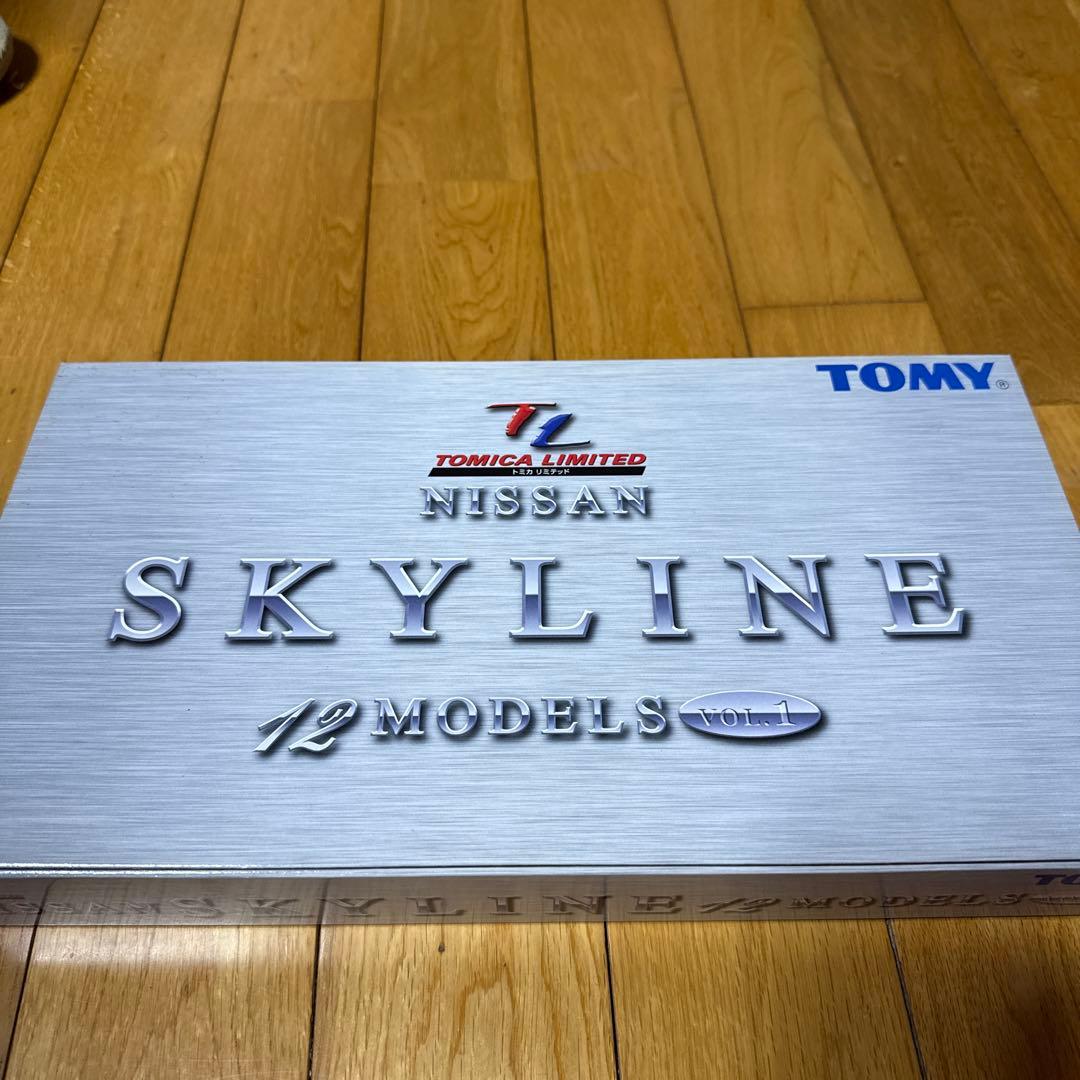 TOMY®
TL
TOMICA LIMITED
トミカ リミテッド
NISSAN
SKYLINE
12 MODELS VOL.1
NISSAN SKYLINE 12 MODELS